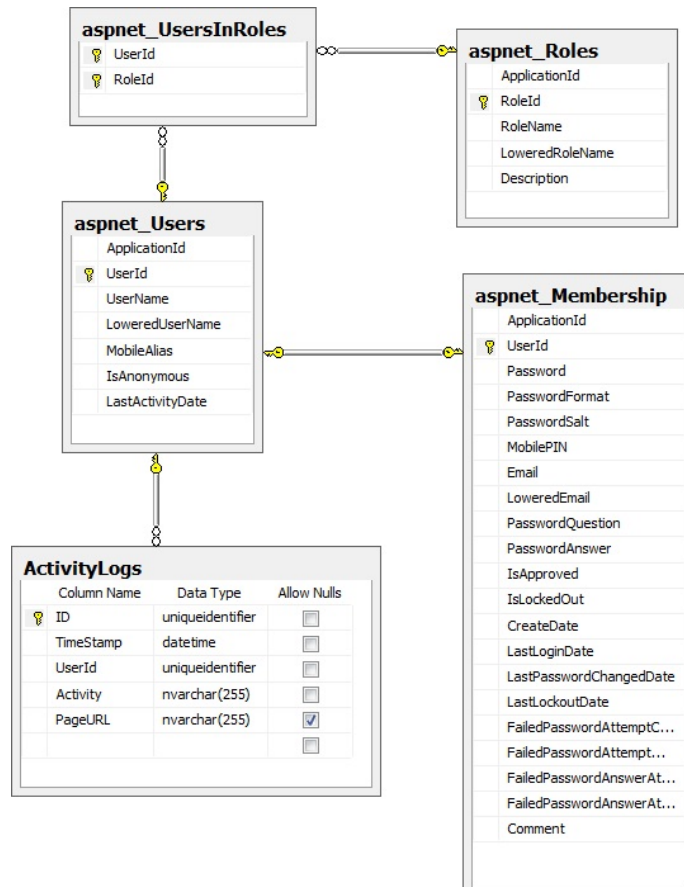 aspnet_UsersInRoles
UserId
RoleId
aspnet_Roles
ApplicationId
RoleId
RoleName
LoweredRoleName
Description
aspnet_Users
ApplicationId
UserId
UserName
LoweredUserName
MobileAlias
IsAnonymous
LastActivityDate
aspnet_Membership
ApplicationId
UserId
Password
PasswordFormat
PasswordSalt
MobilePIN
Email
LoweredEmail
PasswordQuestion
PasswordAnswer
IsApproved
IsLockedOut
CreateDate
LastLoginDate
LastPasswordChangedDate
LastLockoutDate
FailedPasswordAttemptC...
FailedPasswordAttempt...
FailedPasswordAnswerAt...
FailedPasswordAnswerAt...
Comment
ActivityLogs
Column Name Data Type Allow Nulls
ID uniqueidentifier
TimeStamp datetime
UserId uniqueidentifier
Activity nvarchar(255)
PageURL nvarchar(255)